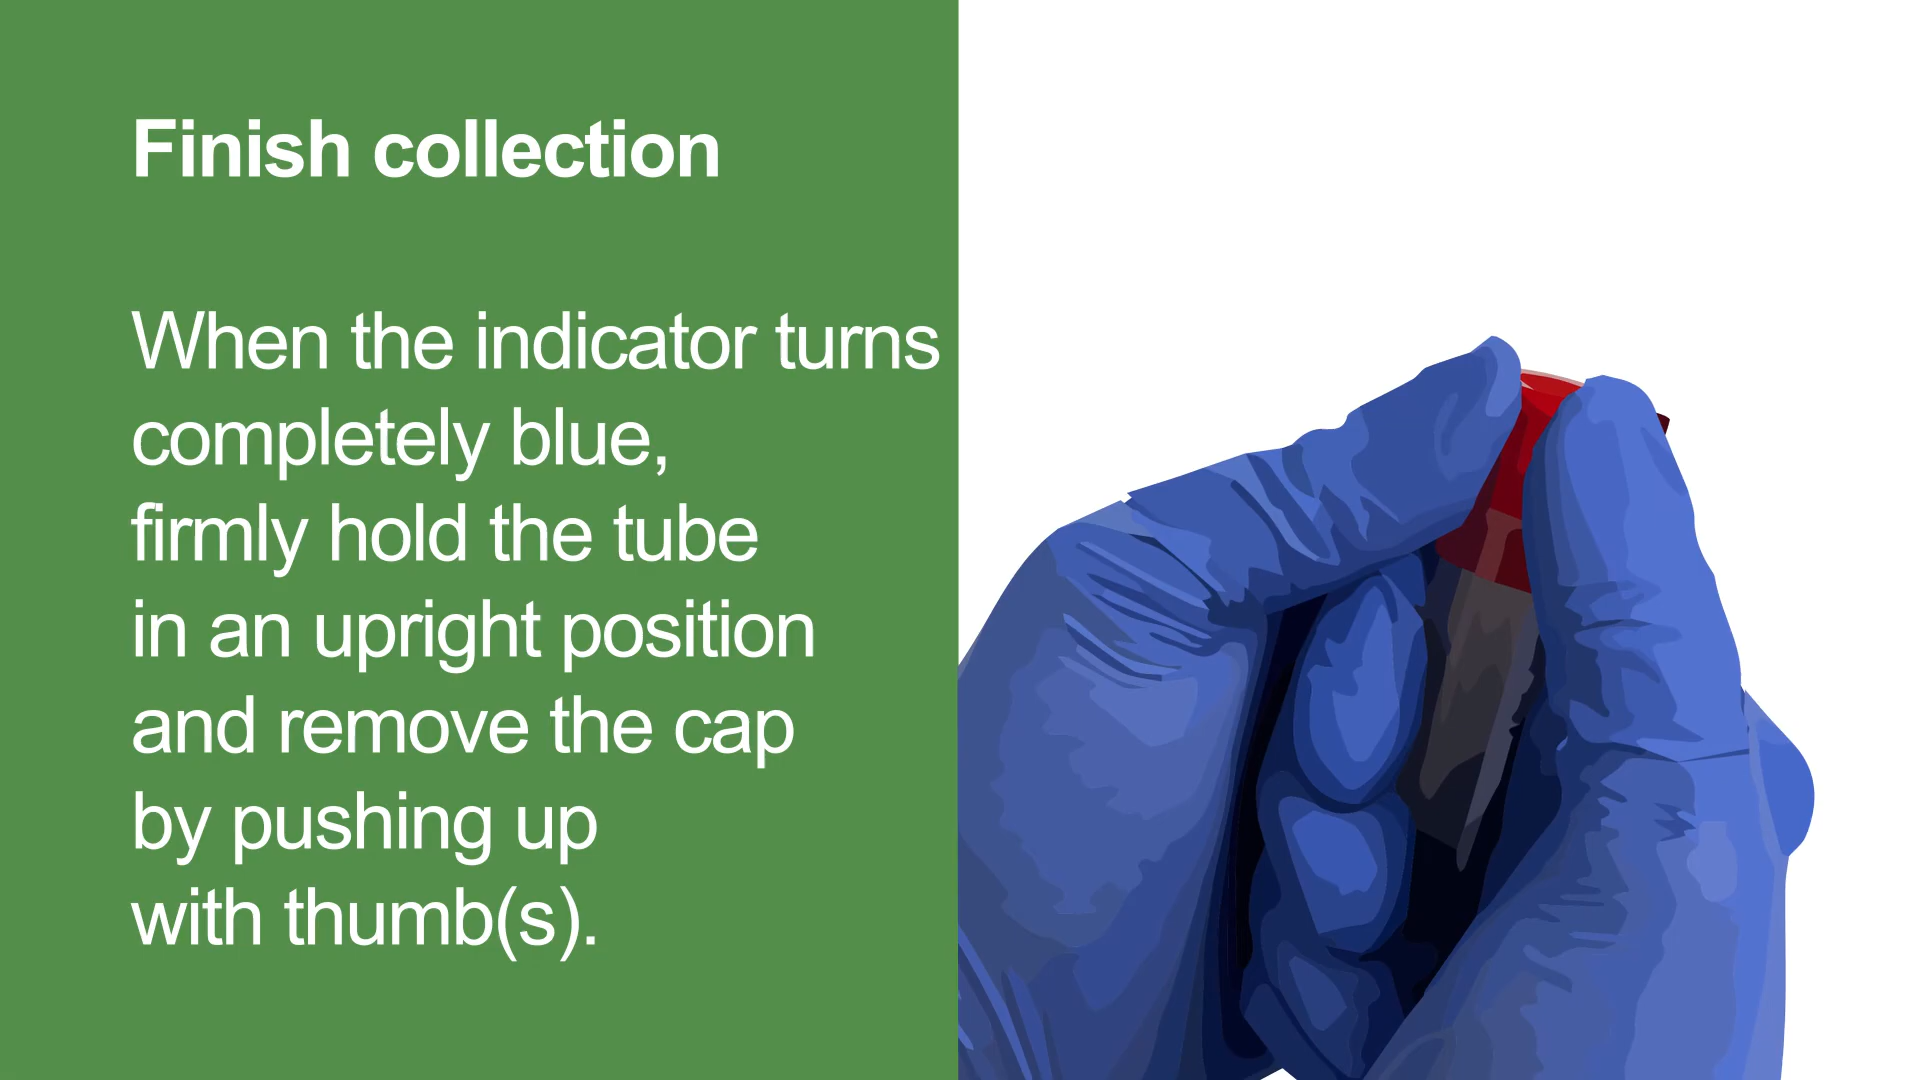 Finish collection
When the indicator turns
completely blue,
firmly hold the tube
in an upright position
and remove the cap
by pushing up
with thumb(s).